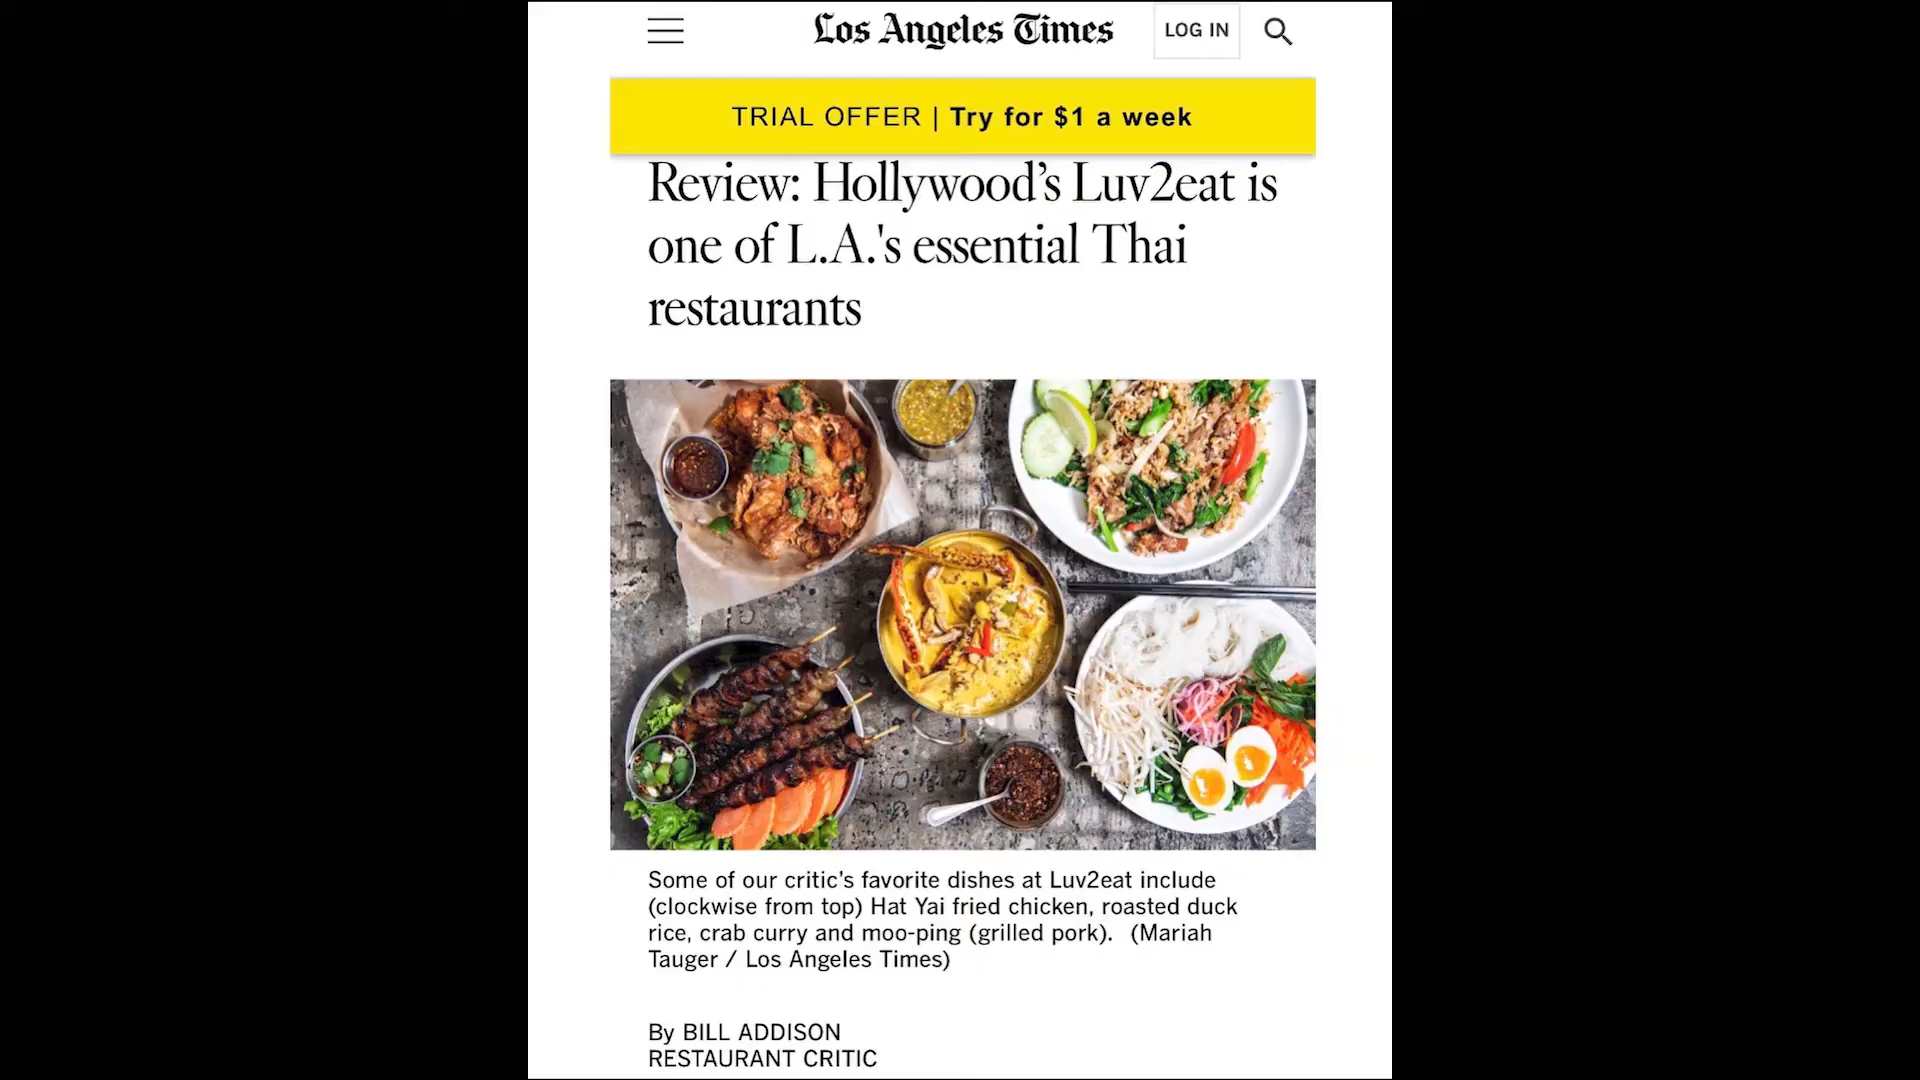 Los Angeles Times
LOG IN
TRIAL OFFER | Try for $1 a week
Review: Hollywood’s Luv2eat is
one of L.A.'s essential Thai
restaurants
Some of our critic’s favorite dishes at Luv2eat include
(clockwise from top) Hat Yai fried chicken, roasted duck
rice, crab curry and moo-ping (grilled pork). (Mariah
Tauger / Los Angeles Times)
By BILL ADDISON
RESTAURANT CRITIC